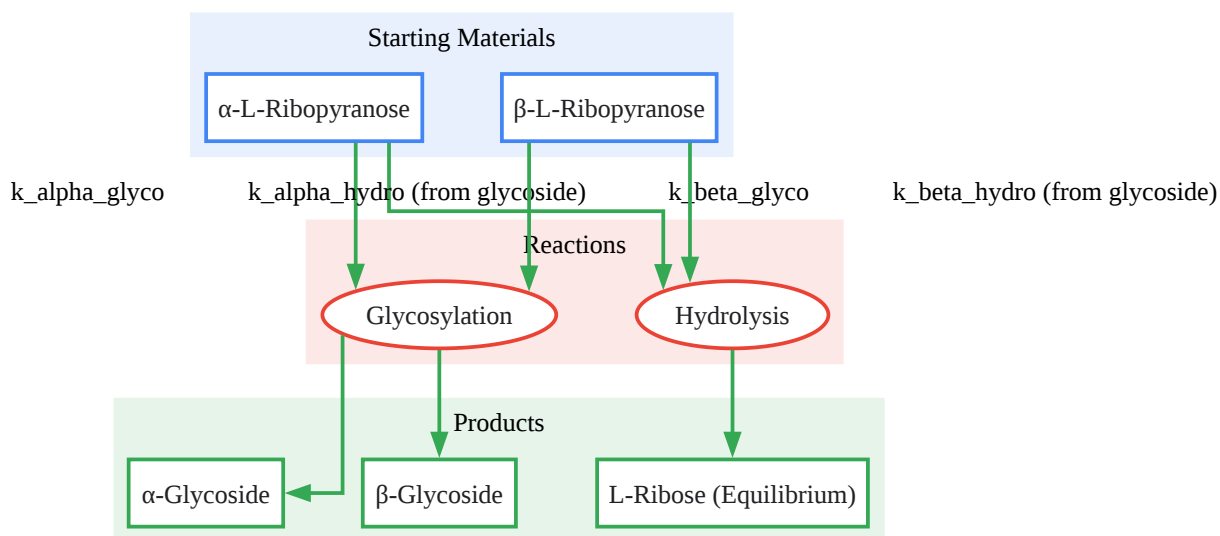 Starting Materials
α-L-Ribopyranose
β-L-Ribopyranose
k_alpha_glyco
k_alpha_hydro (from glycoside)
k_beta_glyco
k_beta_hydro (from glycoside)
Reactions
Glycosylation
Hydrolysis
Products
α-Glycoside
β-Glycoside
L-Ribose (Equilibrium)